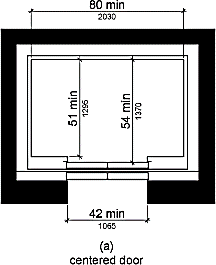 80 min
2030
51 min
1295
54 min
1370
42 min
1065
(a)
centered door